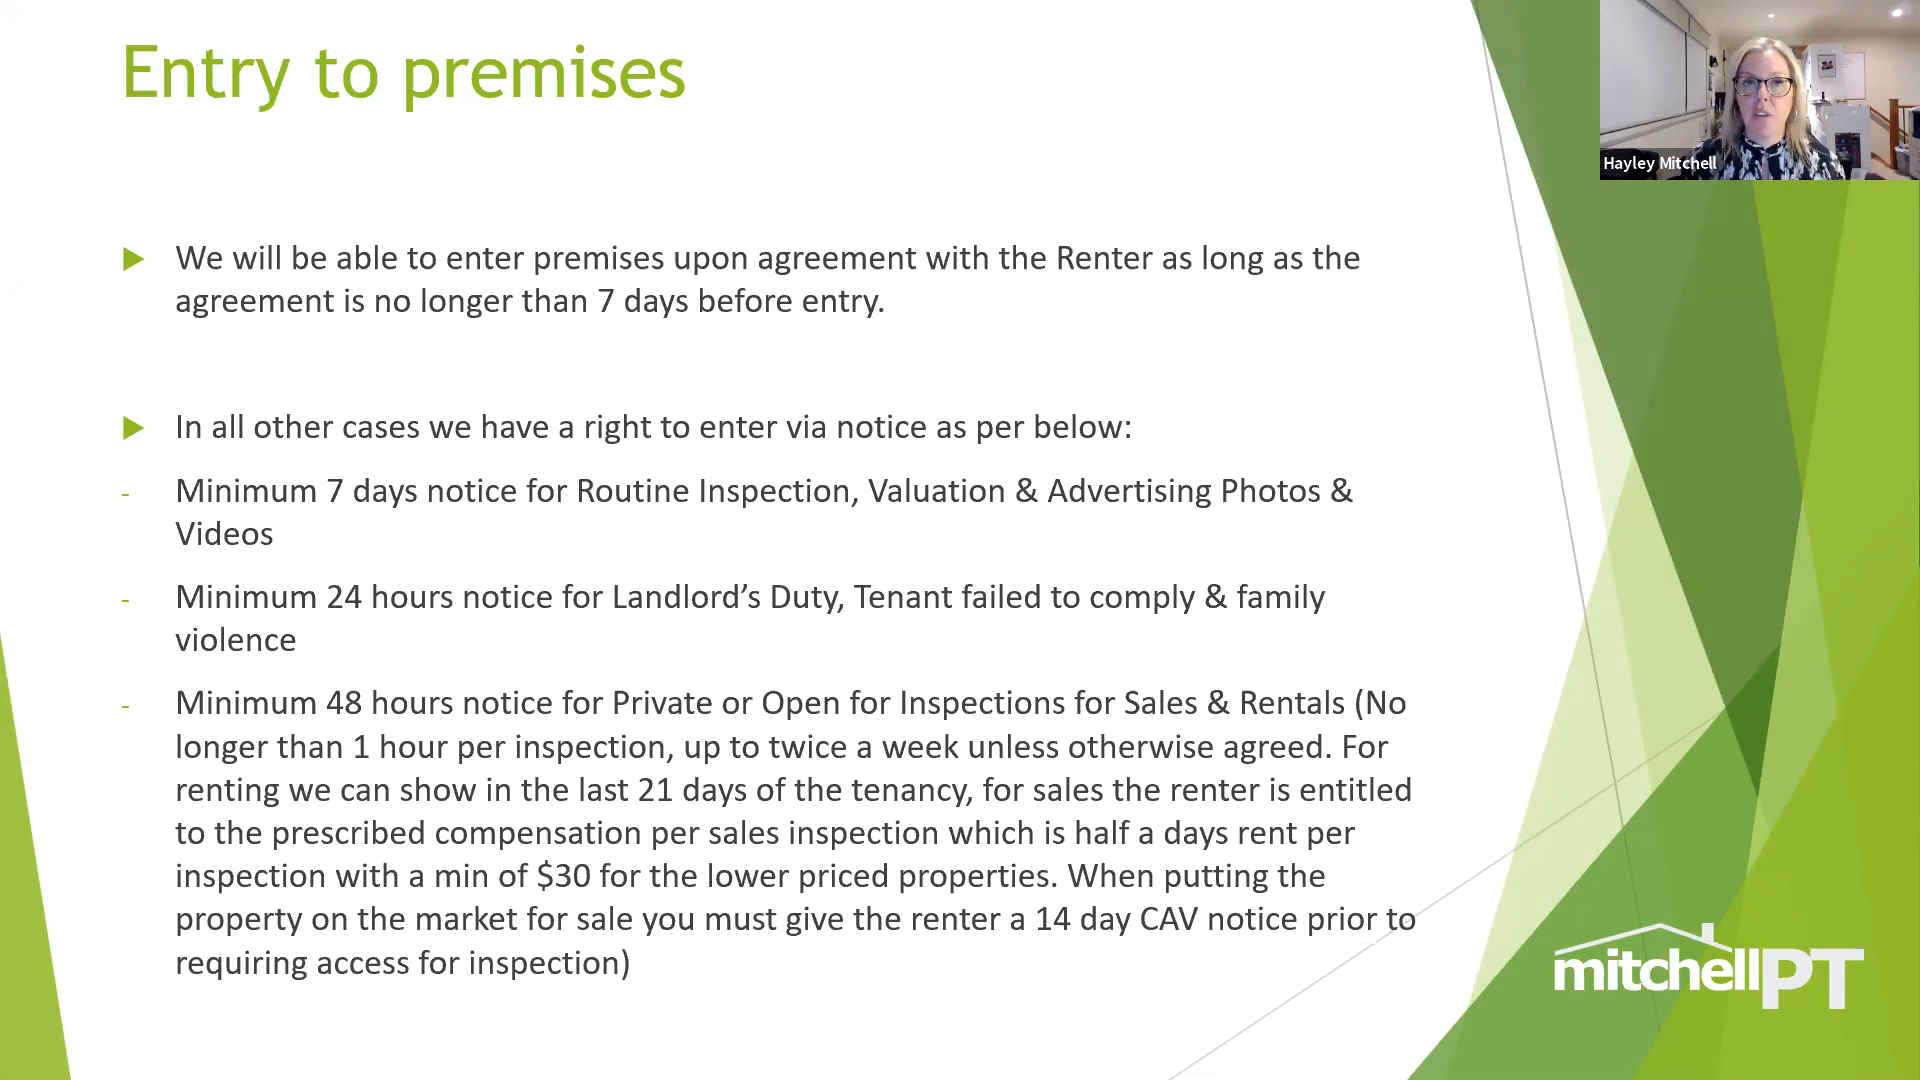 Entry to premises
Hayley Mitchell
We will be able to enter premises upon agreement with the Renter as long as the
agreement is no longer than 7 days before entry.
In all other cases we have a right to enter via notice as per below:
- Minimum 7 days notice for Routine Inspection, Valuation & Advertising Photos &
Videos
- Minimum 24 hours notice for Landlord’s Duty, Tenant failed to comply & family
violence
- Minimum 48 hours notice for Private or Open for Inspections for Sales & Rentals (No
longer than 1 hour per inspection, up to twice a week unless otherwise agreed. For
renting we can show in the last 21 days of the tenancy, for sales the renter is entitled
to the prescribed compensation per sales inspection which is half a days rent per
inspection with a min of $30 for the lower priced properties. When putting the
property on the market for sale you must give the renter a 14 day CAV notice prior to
requiring access for inspection)
mitchellPT